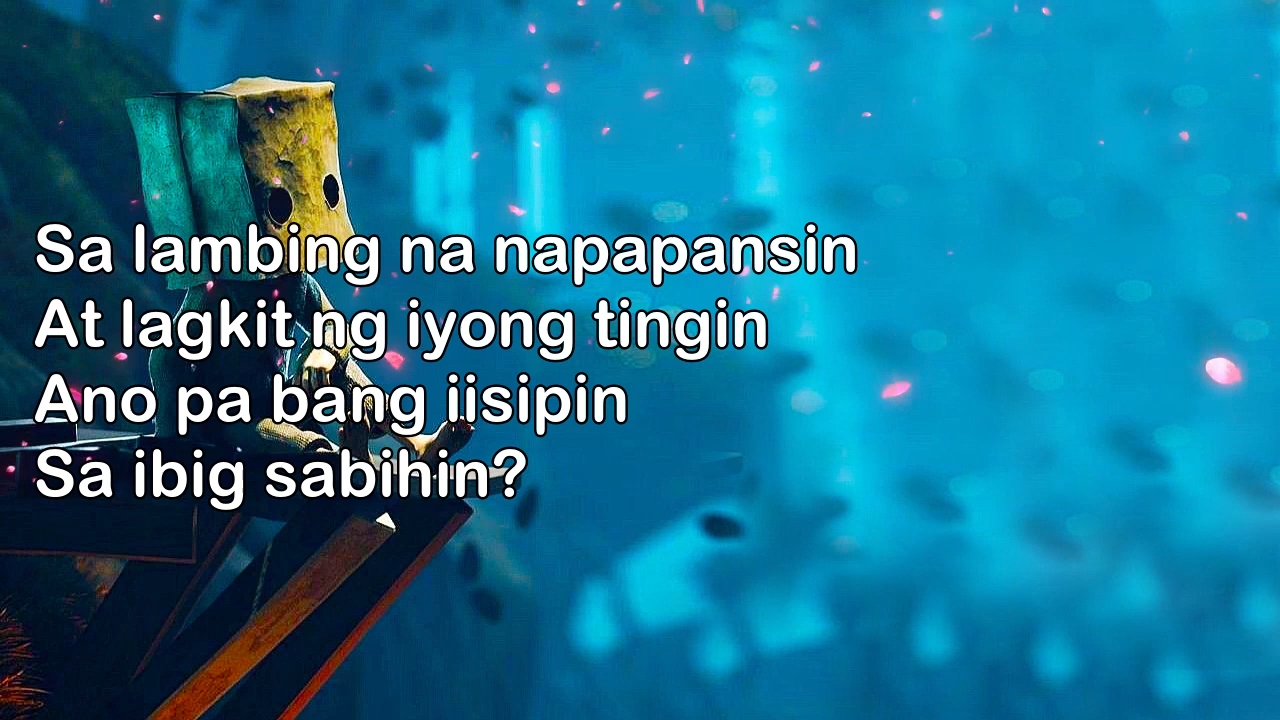 Sa lambing na napapansin
At lagkit ng iyong tingin
Ano pa bang iisipin
Sa ibig sabihin?